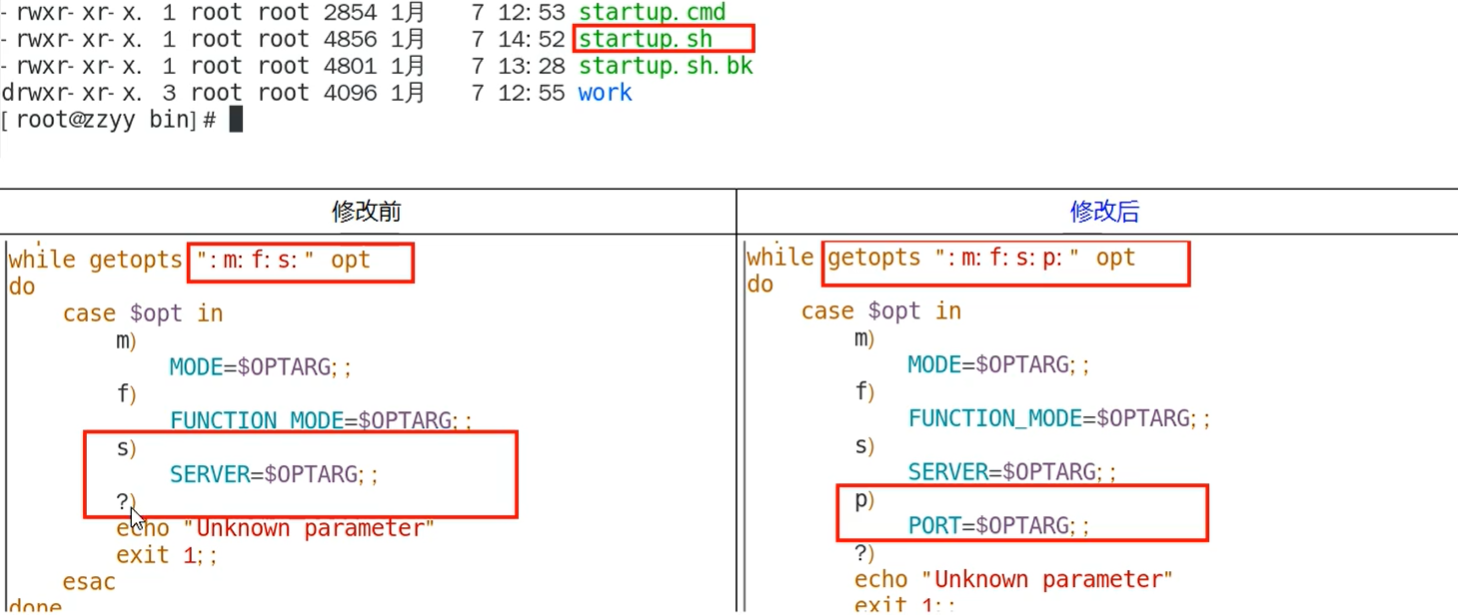 -rwxr-xr-x. 1 root root 2854 1月 7 12:53 startup.cmd
-rwxr-xr-x. 1 root root 4856 1月 7 14:52 startup.sh
-rwxr-xr-x. 1 root root 4801 1月 7 13:28 startup.sh.bk
drwxr-xr-x. 3 root root 4096 1月 7 12:55 work
[root@zzyy bin]#
修改前
while getopts ":m:f:s:" opt
do
case $opt in
m)
MODE=$OPTARG;;
f)
FUNCTION_MODE=$OPTARG;;
s)
SERVER=$OPTARG;;
?)
echo "Unknown parameter"
exit 1;;
esac
done
修改后
while getopts ":m:f:s:p:" opt
do
case $opt in
m)
MODE=$OPTARG;;
f)
FUNCTION_MODE=$OPTARG;;
s)
SERVER=$OPTARG;;
p)
PORT=$OPTARG;;
?)
echo "Unknown parameter"
exit 1;;